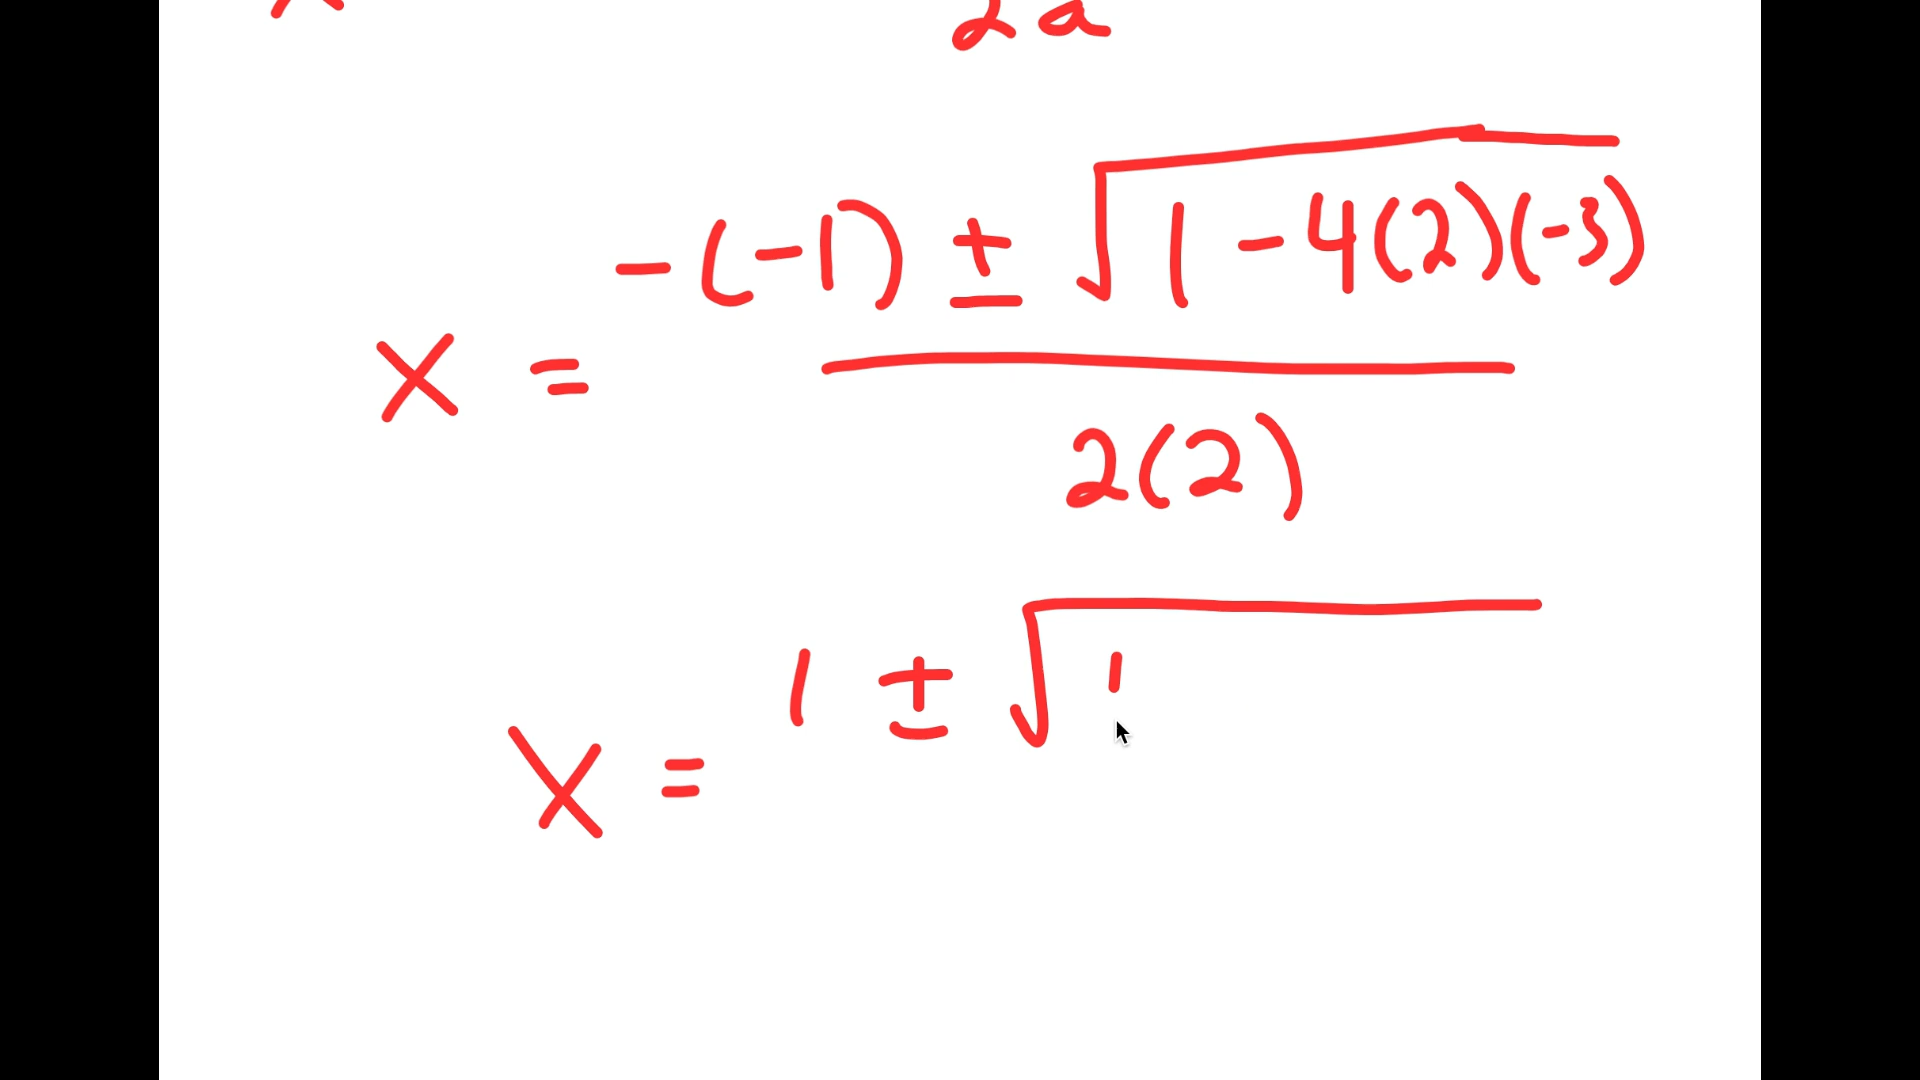 2a
-(-1) ± √1 - 4(2)(-3)
x =
2(2)
1 ± √1
x =